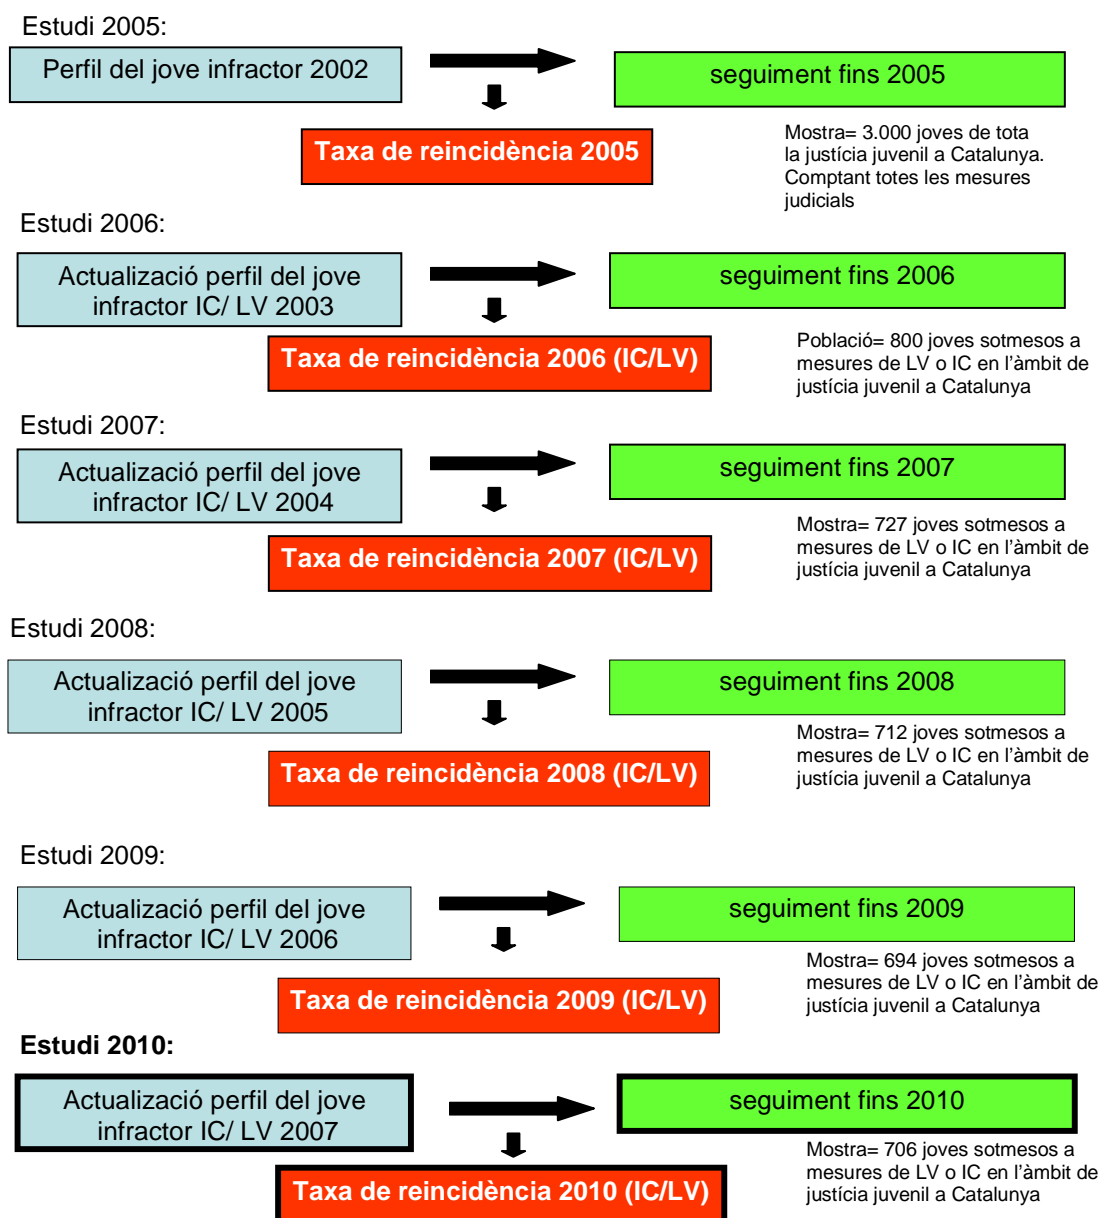 Estudi 2005:
Perfil del jove infractor 2002
seguiment fins 2005
Taxa de reincidència 2005
Mostra= 3.000 joves de tota
la justícia juvenil a Catalunya.
Comptant totes les mesures
judicials
Estudi 2006:
Actualizació perfil del jove
infractor IC/ LV 2003
seguiment fins 2006
Taxa de reincidència 2006 (IC/LV)
Població= 800 joves sotmesos a
mesures de LV o IC en l'àmbit de
justícia juvenil a Catalunya
Estudi 2007:
Actualizació perfil del jove
infractor IC/ LV 2004
seguiment fins 2007
Taxa de reincidència 2007 (IC/LV)
Mostra= 727 joves sotmesos a
mesures de LV o IC en l'àmbit de
justícia juvenil a Catalunya
Estudi 2008:
Actualizació perfil del jove
infractor IC/ LV 2005
seguiment fins 2008
Taxa de reincidència 2008 (IC/LV)
Mostra= 712 joves sotmesos a
mesures de LV o IC en l'àmbit de
justícia juvenil a Catalunya
Estudi 2009:
Actualizació perfil del jove
infractor IC/ LV 2006
seguiment fins 2009
Taxa de reincidència 2009 (IC/LV)
Mostra= 694 joves sotmesos a
mesures de LV o IC en l'àmbit de
justícia juvenil a Catalunya
Estudi 2010:
Actualizació perfil del jove
infractor IC/ LV 2007
seguiment fins 2010
Taxa de reincidència 2010 (IC/LV)
Mostra= 706 joves sotmesos a
mesures de LV o IC en l'àmbit de
justícia juvenil a Catalunya